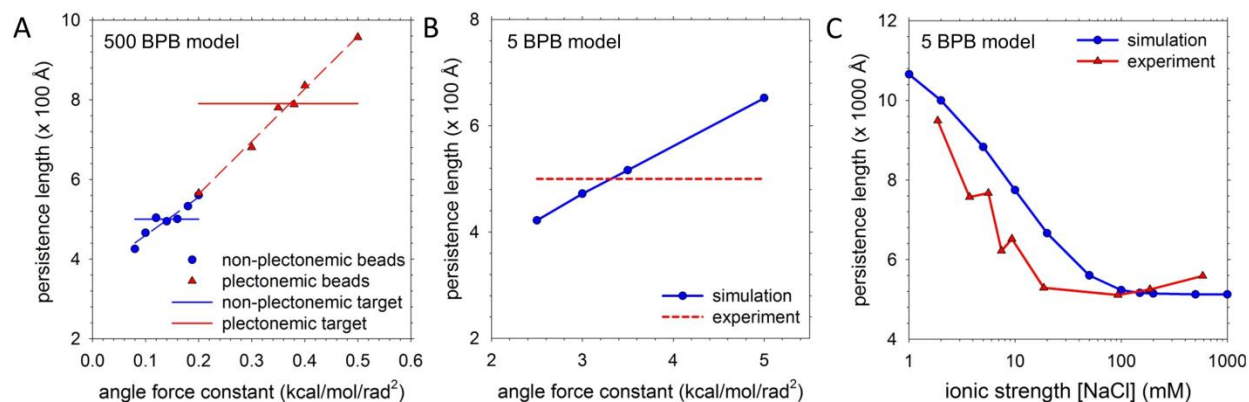 A
500 BPB model
10
8
6
4
2
0.0 0.1 0.2 0.3 0.4 0.5 0.6
persistence length (x 100 Å)
angle force constant (kcal/mol/rad²)
non-plectonemic beads
plectonemic beads
non-plectonemic target
plectonemic target
B
5 BPB model
8
6
4
2
2 3 4 5
persistence length (x 100 Å)
angle force constant (kcal/mol/rad²)
simulation
experiment
C
5 BPB model
12
10
8
6
4
1 10 100 1000
persistence length (x 1000 Å)
ionic strength [NaCl] (mM)
simulation
experiment